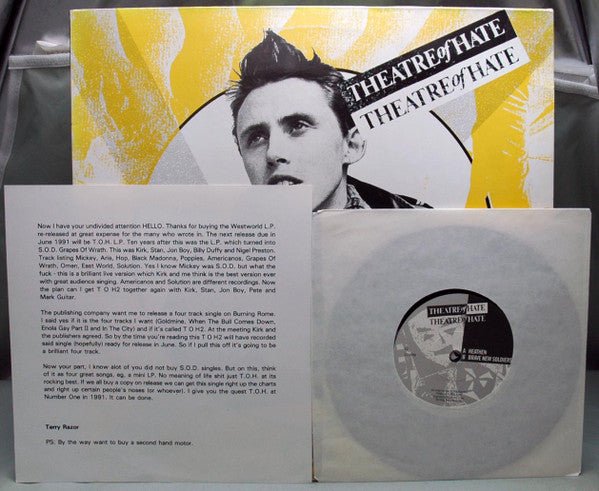 THEATRE of HATE
THEATRE of HATE
Now I have your undivided attention HELLO. Thanks for buying the Westworld L.P.
re-released at great expense for the many who wrote in. The next release due in
June 1991 will be T.O.H. L.P. Ten years after this was the L.P. which turned into
S.O.D. Grapes Of Wrath. This was Kirk, Stan, Jon Boy, Billy Duffy and Nigel Preston.
Track listing Mickey, Aria, Hop, Black Madonna, Poppies, Americanos, Grapes Of
Wrath, Omen, East World, Solution. Yes I know Mickey was S.O.D. but what the
fuck - this is a brilliant live version which Kirk and me think is the best version ever
with great audience singing. Americanos and Solution are different recordings. Now
the plan can I get T O H2 together again with Kirk, Stan, Jon Boy, Pete and
Mark Guitar.
The publishing company want me to release a four track single on Burning Rome.
I said yes if it is the four tracks I want (Goldmine, When The Bull Comes Down,
Enola Gay Part II and In The City) and if it's called T O H2. At the meeting Kirk and
the publishers agreed. So by the time you're reading this T O H2 will have recorded
said single (hopefully) ready for release in June. So if I pull this off it's going to be
a brilliant four track.
Now your part, I know alot of you did not buy S.O.D. singles. But on this, think
of it as four great songs, eg, a mini LP. No meaning of life shit just T.O.H. at its
rocking best. If we all buy a copy on release we can get this single right up the charts
and right up certain people's noses (or whoever). I give you the quest T.O.H. at
Number One in 1991. It can be done.
Terry Razor
PS. By the way want to buy a second hand motor.
THEATRE of HATE
THEATRE of HATE
A HEATHEN
B BRAVE NEW SOLDIERS